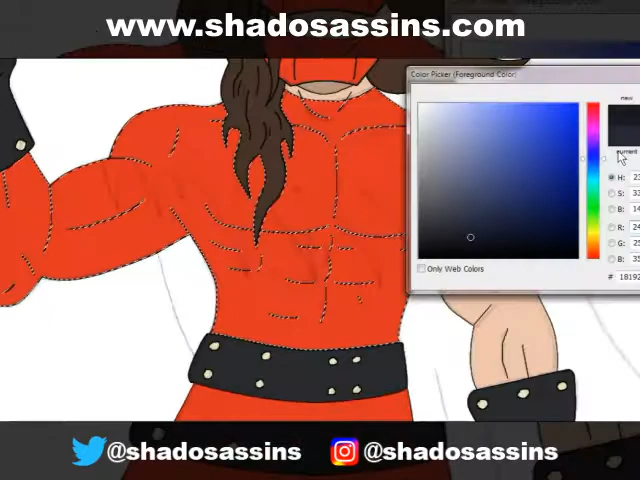 www.shadosassins.com
Color Picker (Foreground Color)
new
current
H:
S:
B:
R:
G:
B:
Only Web Colors
#
@shadosassins @shadosassins